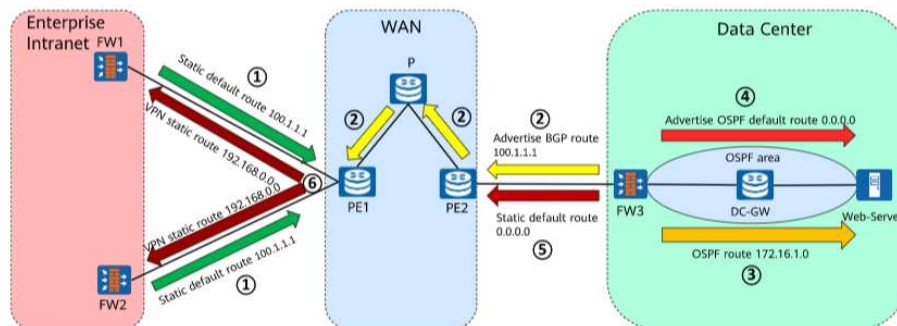 Enterprise
Intranet
FW1
Static default route 100.1.1.1
①
VPN static route 192.168.0.0
⑥
VPN static route 192.168.0.0
Static default route 100.1.1.1
①
FW2
WAN
P
②
②
PE1
PE2
②
Advertise BGP route
100.1.1.1
Static default route
0.0.0.0
⑤
Data Center
④
Advertise OSPF default route 0.0.0.0
OSPF area
FW3
DC-GW
Web-Serve
OSPF route 172.16.1.0
③